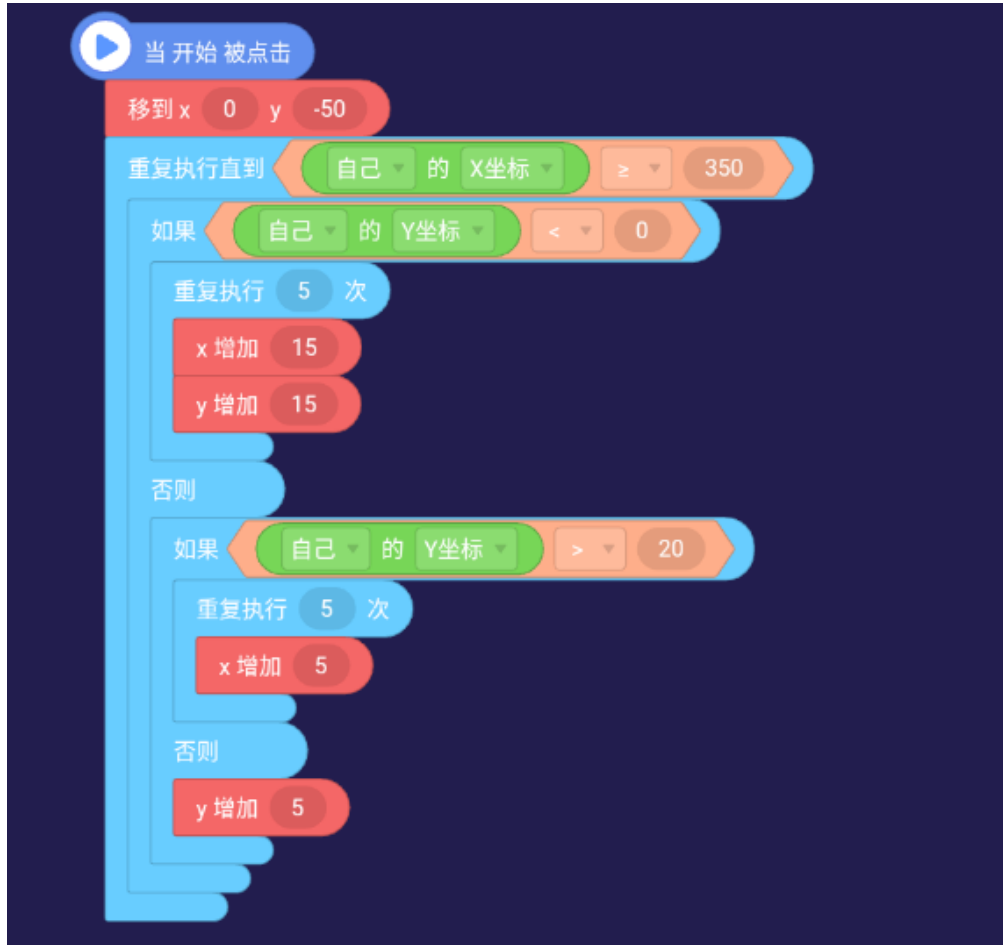 当 开始 被点击
移到 x 0 y -50
重复执行直到 自己 的 X坐标 ≥ 350
如果 自己 的 Y坐标 < 0
重复执行 5 次
x 增加 15
y 增加 15
否则
如果 自己 的 Y坐标 > 20
重复执行 5 次
x 增加 5
否则
y 增加 5